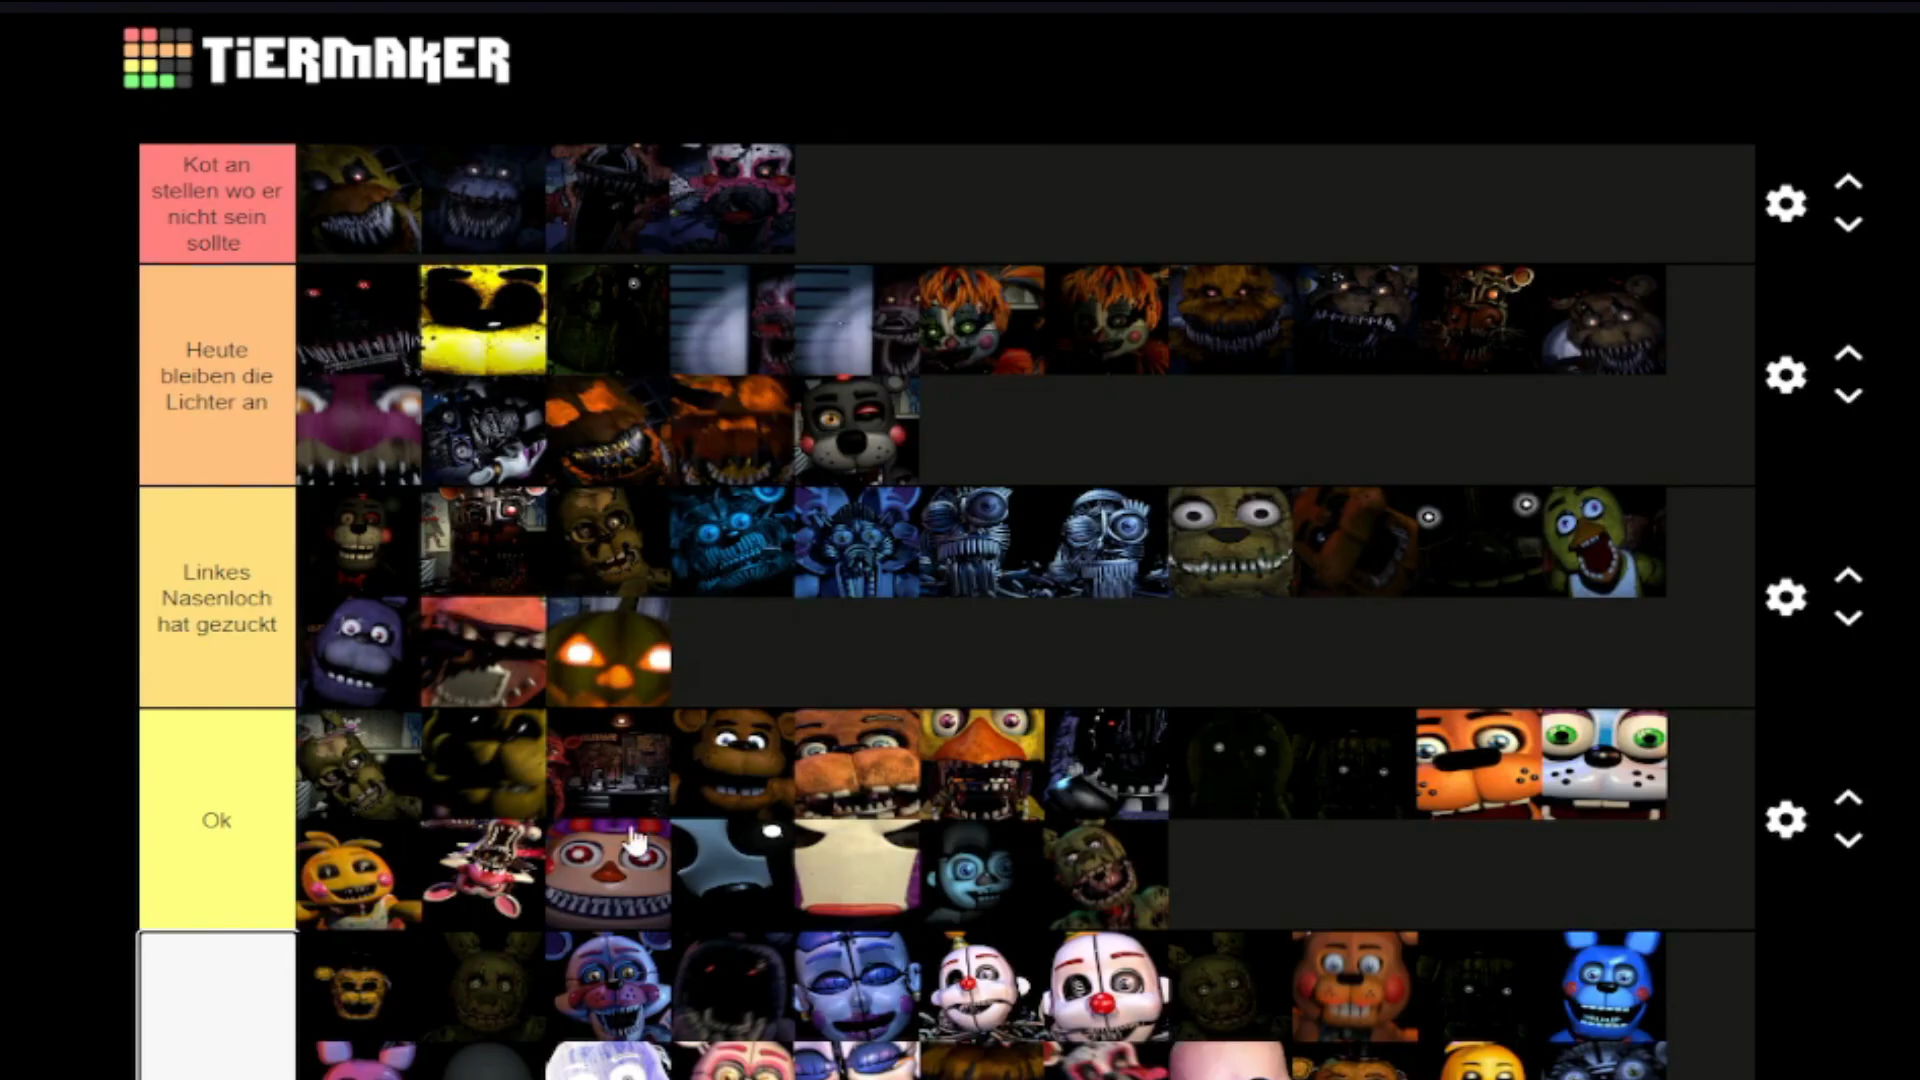 TiERMAKER
Kot an
stellen wo er
nicht sein
sollte
Heute
bleiben die
Lichter an
Linkes
Nasenloch
hat gezuckt
Ok